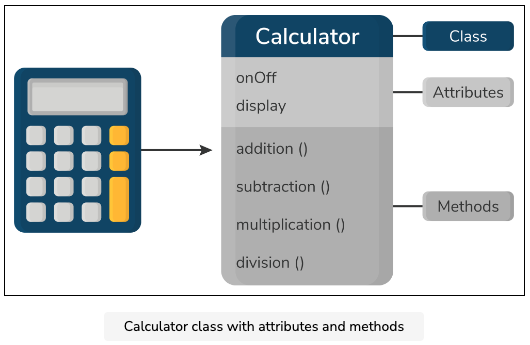 Calculator
Class
onOff
Attributes
display
addition ()
subtraction ()
Methods
multiplication ()
division ()
Calculator class with attributes and methods